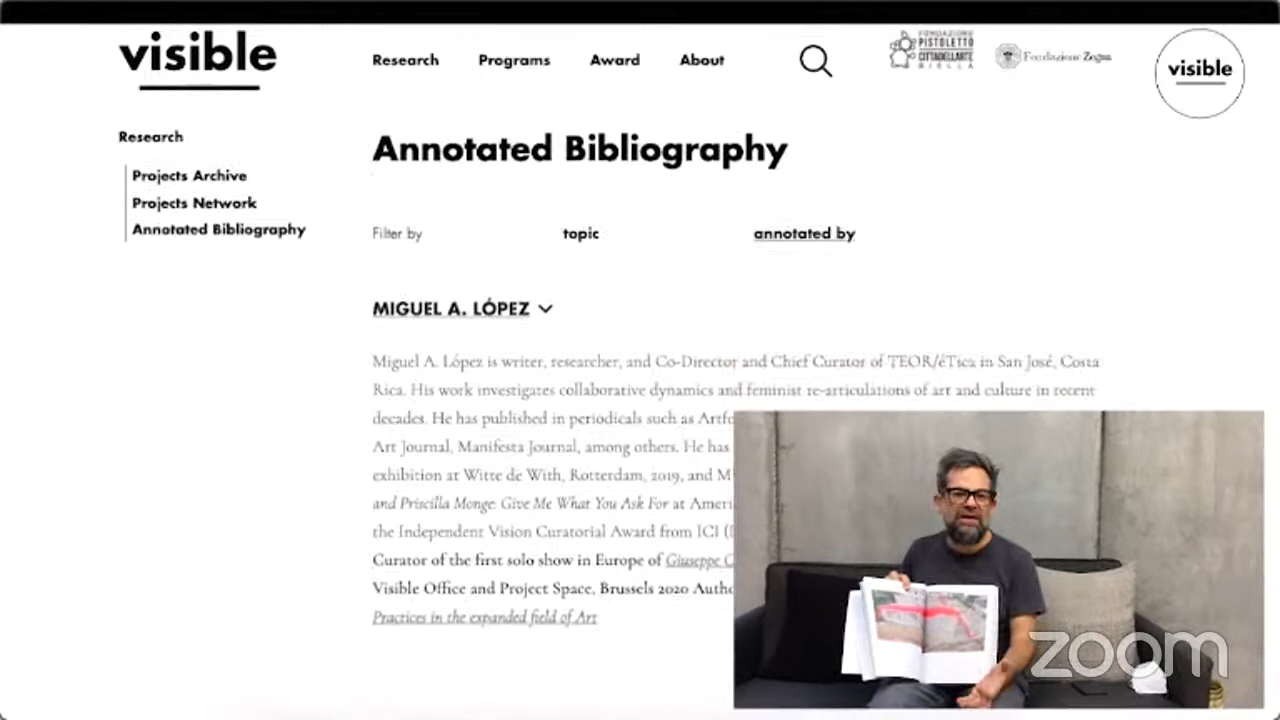 visible
Research Programs Award About
FONDAZIONE
PISTOLETTO
CITTADELLARTE
BIELLA
Fondazione Zegna
visible
Research
Projects Archive
Projects Network
Annotated Bibliography
Annotated Bibliography
Filter by topic annotated by
MIGUEL A. LÓPEZ
Miguel A. López is writer, researcher, and Co-Director and Chief Curator of TEOR/éTica in San José, Costa
Rica. His work investigates collaborative dynamics and feminist re-articulations of art and culture in recent
decades. He has published in periodicals such as Artfo
Art Journal, Manifesta Journal, among others. He has
exhibition at Witte de With, Rotterdam, 2019, and M
and Priscilla Monge: Give Me What You Ask For at Ameri
the Independent Vision Curatorial Award from ICI (I
Curator of the first solo show in Europe of Giuseppe C
Visible Office and Project Space, Brussels 2020 Autho
Practices in the expanded field of Art
zoom